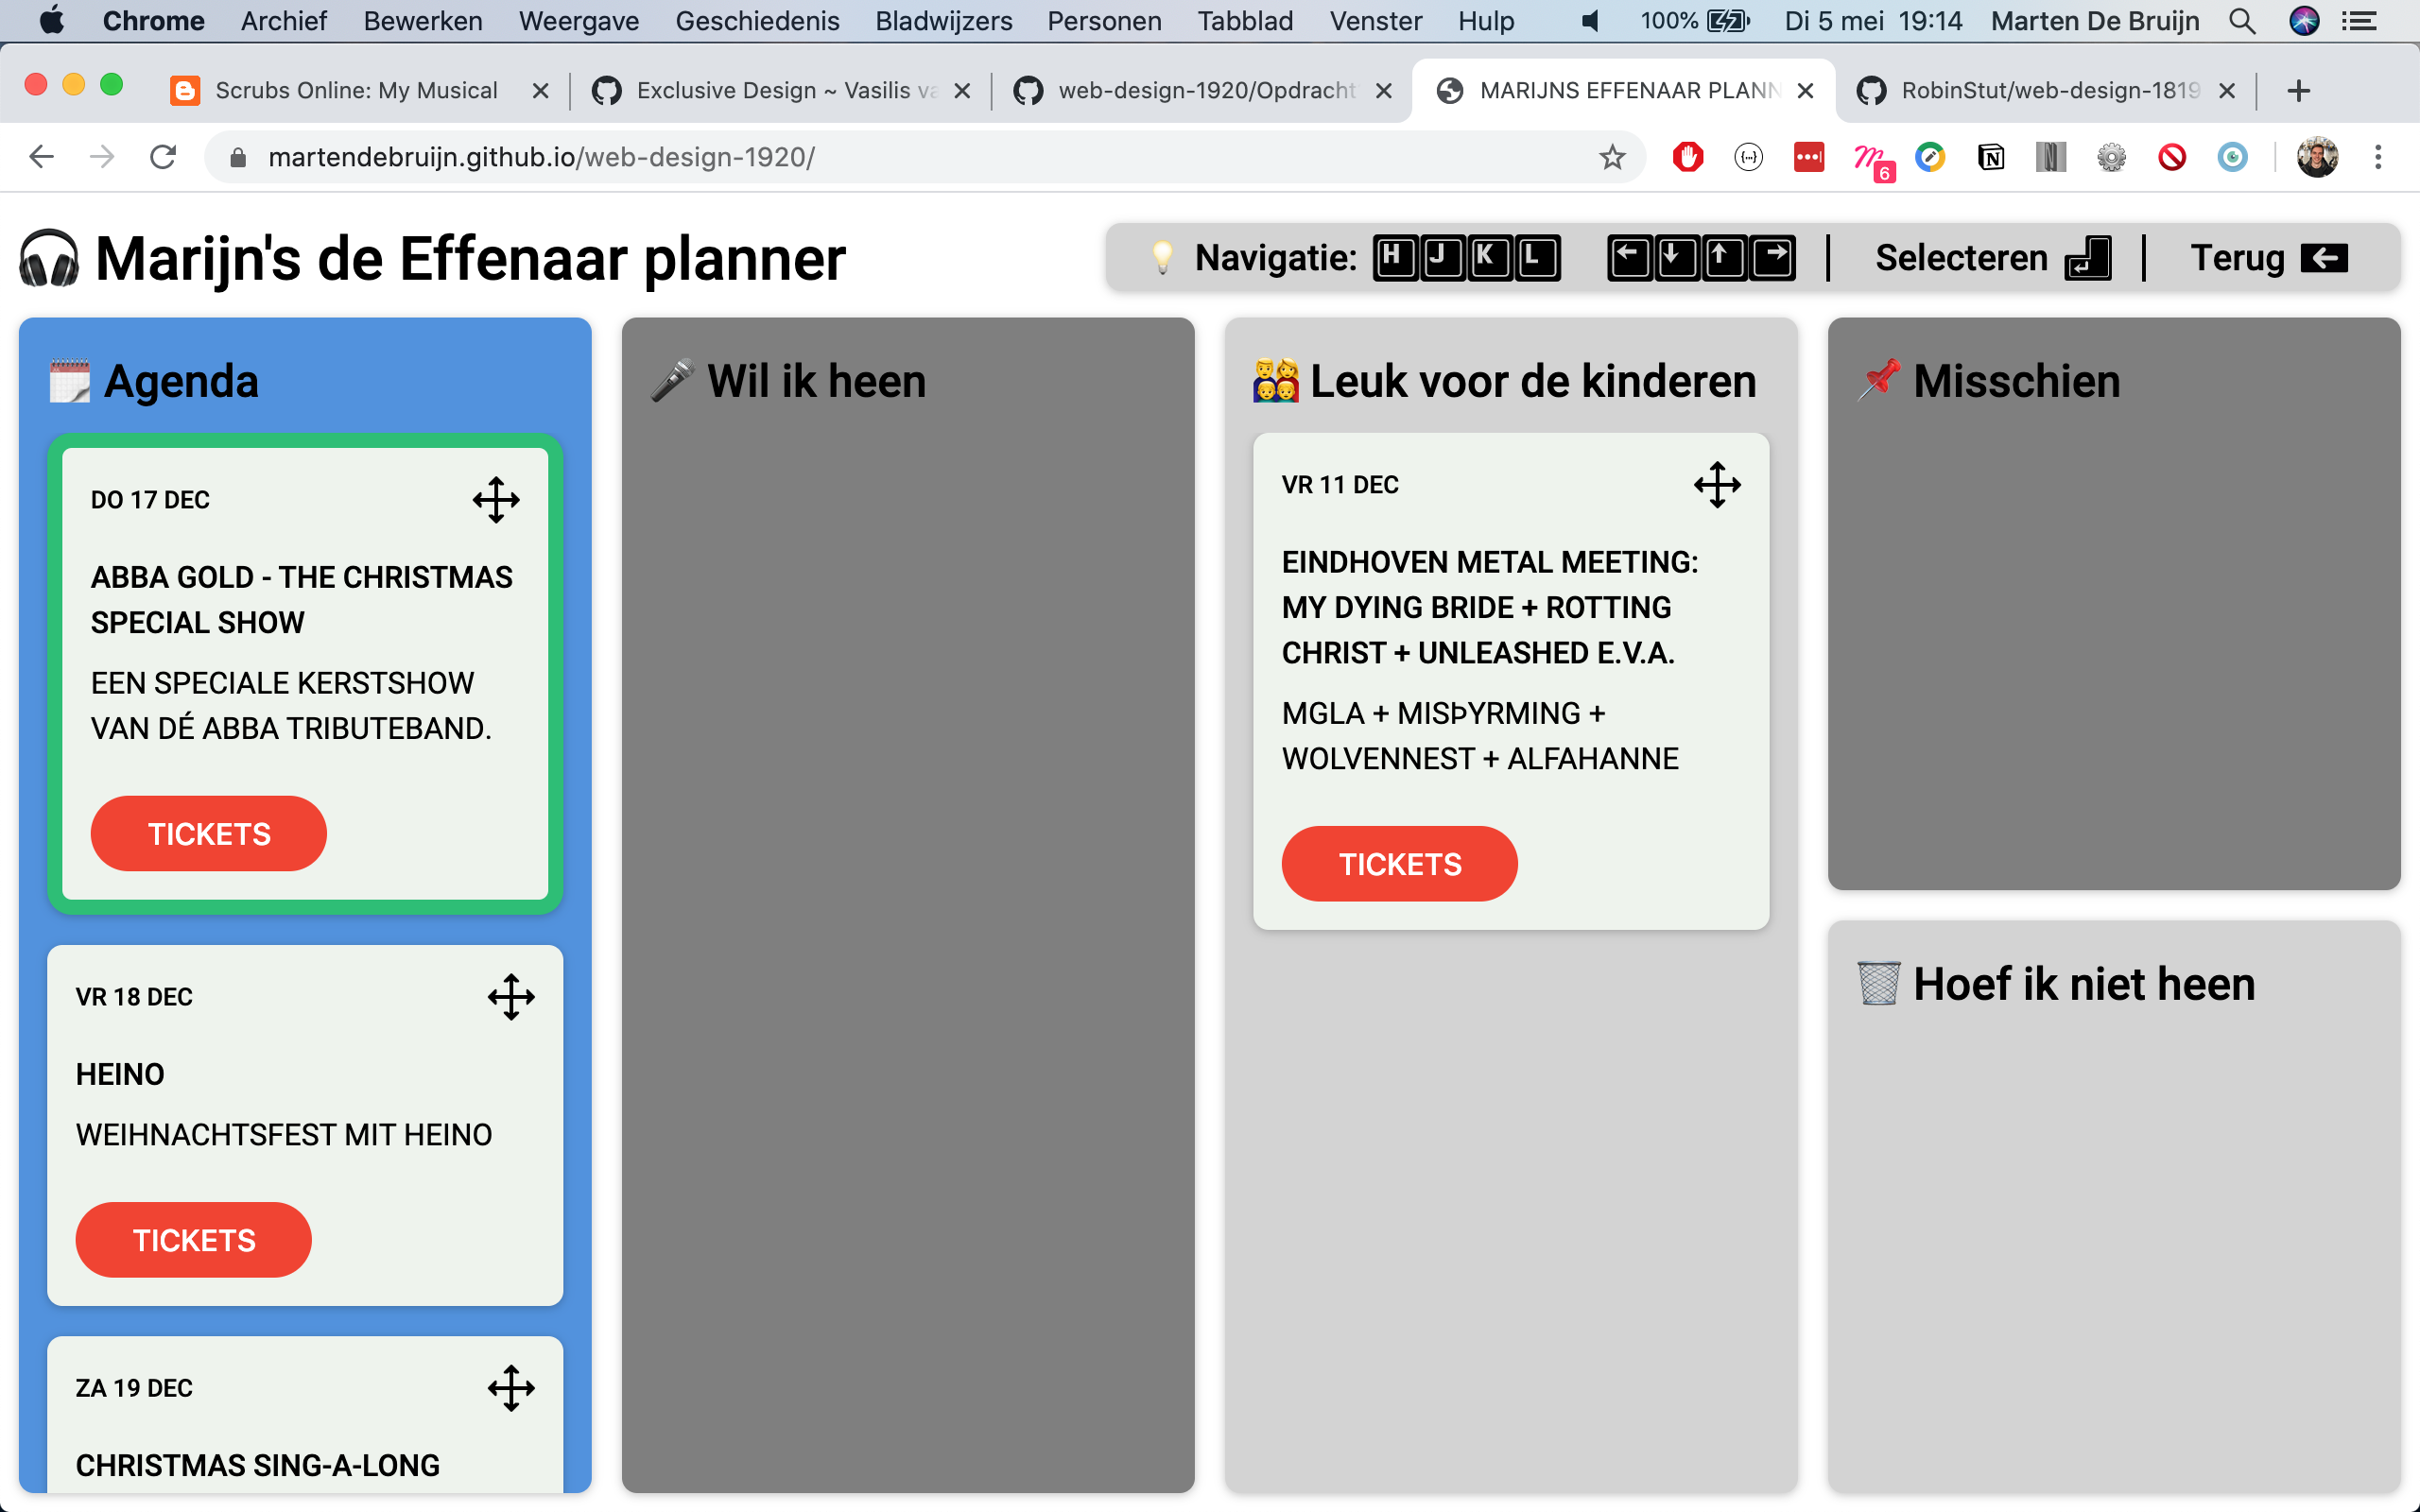 Chrome Archief Bewerken Weergave Geschiedenis Bladwijzers Personen Tabblad Venster Hulp 100% Di 5 mei 19:14 Marten De Bruijn
Scrubs Online: My Musical Exclusive Design ~ Vasilis va web-design-1920/Opdracht MARIJNS EFFENAAR PLANN RobinStut/web-design-1819
martendebruijn.github.io/web-design-1920/ 6
Marijn's de Effenaar planner
Navigatie: H J K L Selecteren Terug
Agenda
DO 17 DEC
ABBA GOLD - THE CHRISTMAS
SPECIAL SHOW
EEN SPECIALE KERSTSHOW
VAN DÉ ABBA TRIBUTEBAND.
TICKETS
VR 18 DEC
HEINO
WEIHNACHTSFEST MIT HEINO
TICKETS
ZA 19 DEC
CHRISTMAS SING-A-LONG
Wil ik heen
Leuk voor de kinderen
VR 11 DEC
EINDHOVEN METAL MEETING:
MY DYING BRIDE + ROTTING
CHRIST + UNLEASHED E.V.A.
MGLA + MISÞYRMING +
WOLVENNEST + ALFAHANNE
TICKETS
Misschien
Hoef ik niet heen